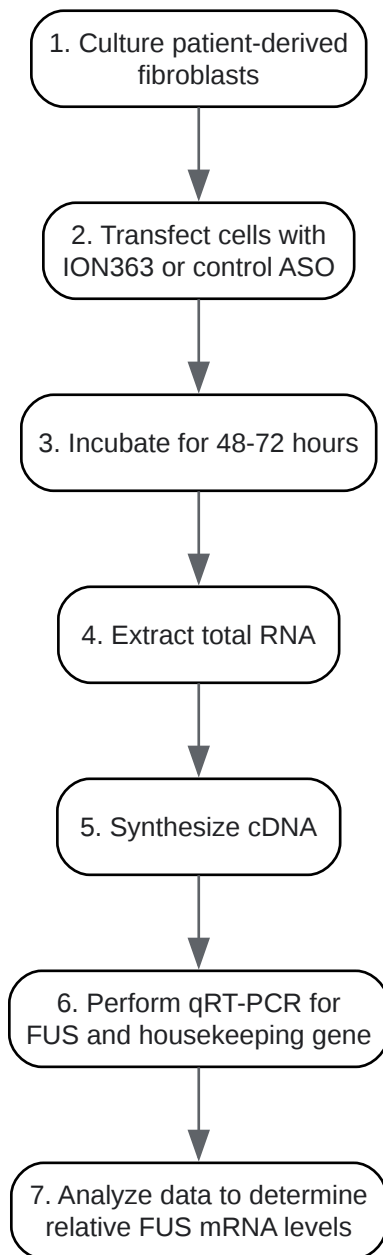 1. Culture patient-derived
fibroblasts
2. Transfect cells with
ION363 or control ASO
3. Incubate for 48-72 hours
4. Extract total RNA
5. Synthesize cDNA
6. Perform qRT-PCR for
FUS and housekeeping gene
7. Analyze data to determine
relative FUS mRNA levels